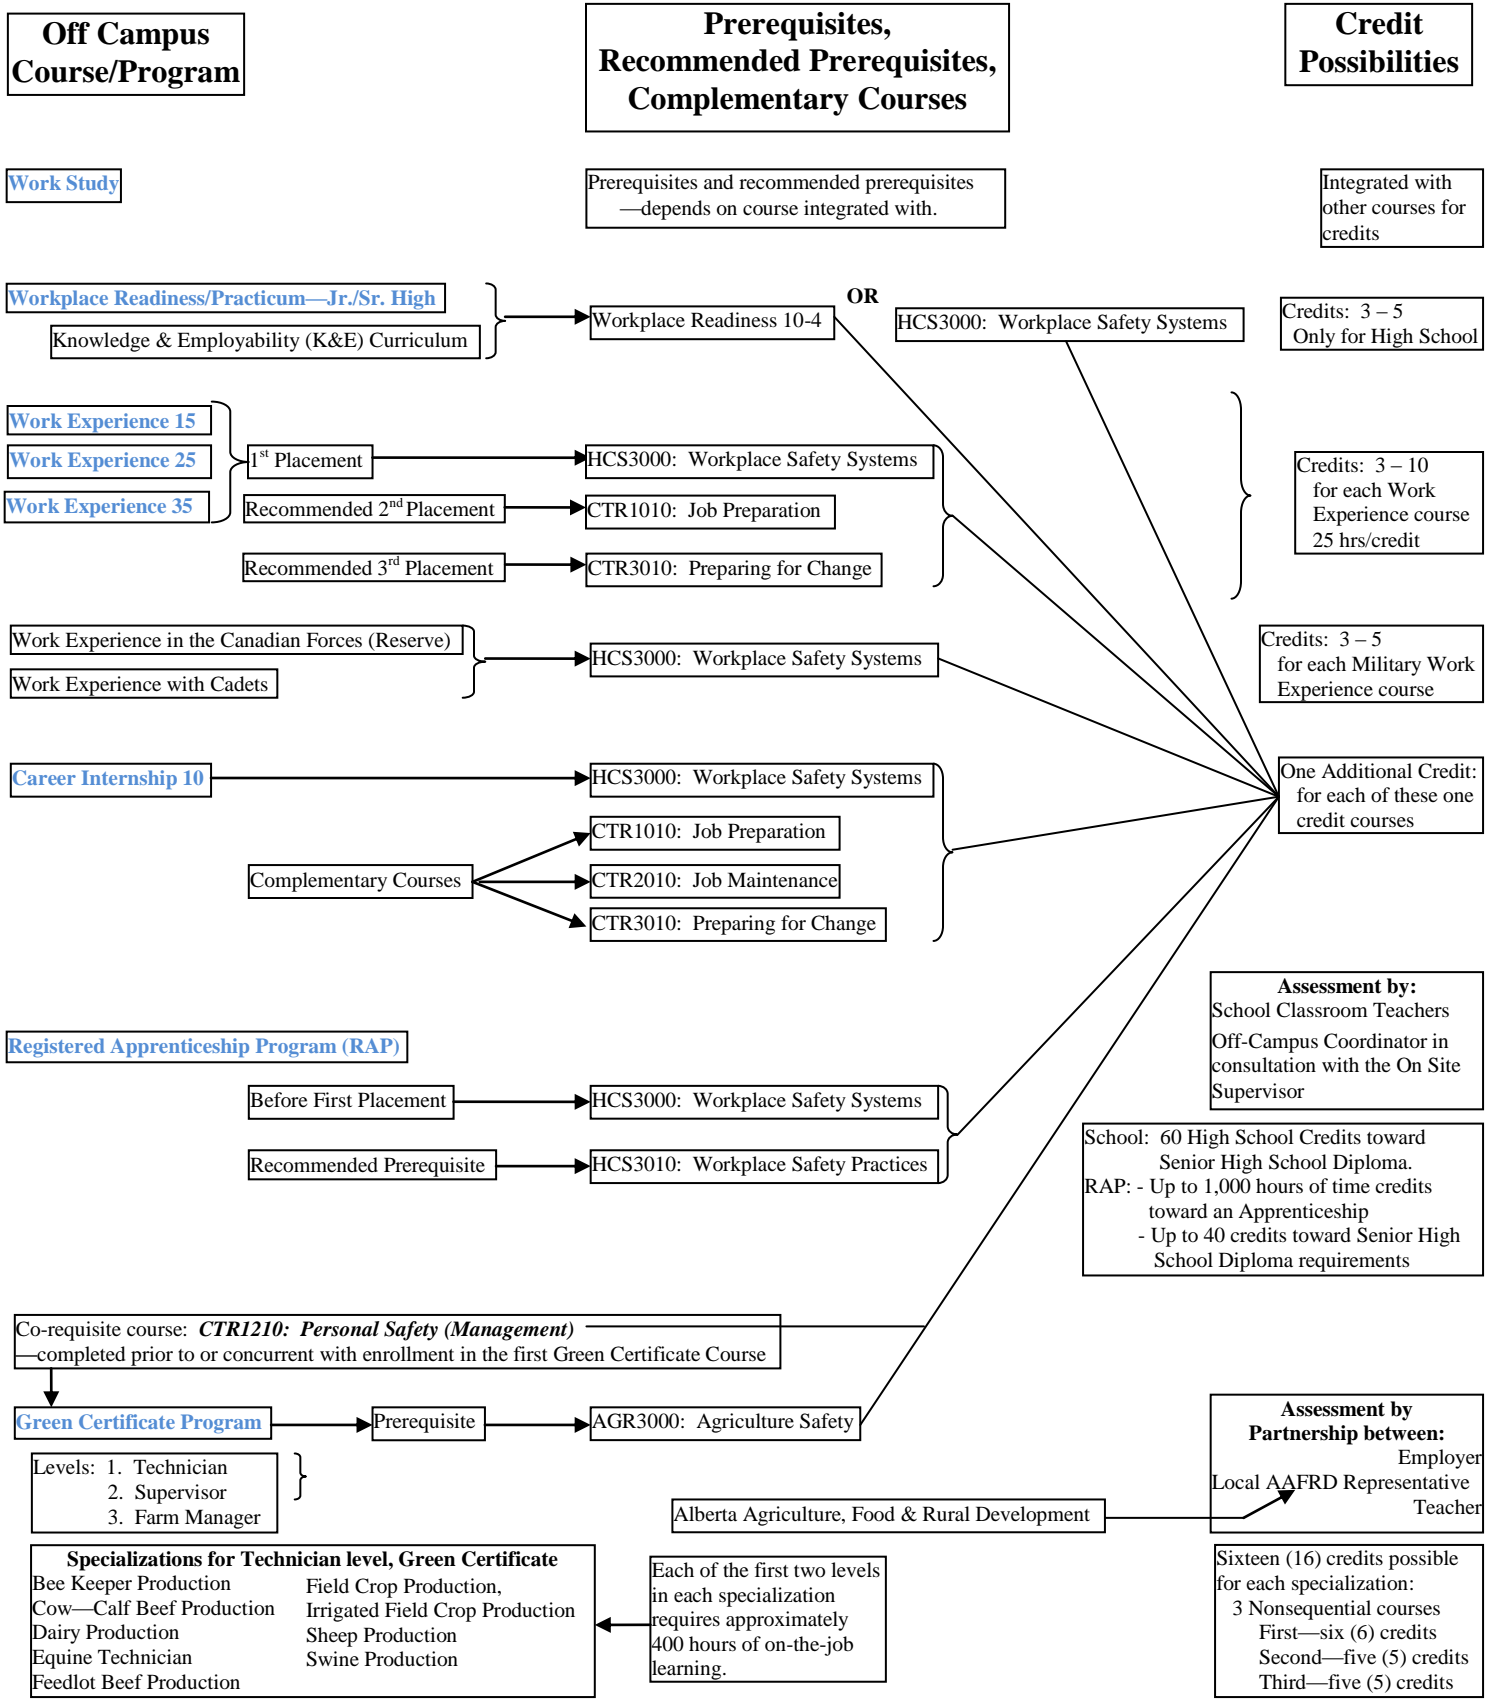 Off Campus
Course/Program
Prerequisites,
Recommended Prerequisites,
Complementary Courses
Credit
Possibilities
Work Study
Prerequisites and recommended prerequisites
—depends on course integrated with.
Integrated with
other courses for
credits
Workplace Readiness/Practicum—Jr./Sr. High
Knowledge & Employability (K&E) Curriculum
Workplace Readiness 10-4
OR
HCS3000: Workplace Safety Systems
Credits: 3 – 5
Only for High School
Work Experience 15
Work Experience 25
Work Experience 35
1st Placement
HCS3000: Workplace Safety Systems
Recommended 2nd Placement
CTR1010: Job Preparation
Recommended 3rd Placement
CTR3010: Preparing for Change
Credits: 3 – 10
for each Work
Experience course
25 hrs/credit
Work Experience in the Canadian Forces (Reserve)
Work Experience with Cadets
HCS3000: Workplace Safety Systems
Credits: 3 – 5
for each Military Work
Experience course
Career Internship 10
HCS3000: Workplace Safety Systems
Complementary Courses
CTR1010: Job Preparation
CTR2010: Job Maintenance
CTR3010: Preparing for Change
One Additional Credit:
for each of these one
credit courses
Registered Apprenticeship Program (RAP)
Before First Placement
HCS3000: Workplace Safety Systems
Recommended Prerequisite
HCS3010: Workplace Safety Practices
Assessment by:
School Classroom Teachers
Off-Campus Coordinator in
consultation with the On Site
Supervisor
School: 60 High School Credits toward
Senior High School Diploma.
RAP: - Up to 1,000 hours of time credits
toward an Apprenticeship
- Up to 40 credits toward Senior High
School Diploma requirements
Co-requisite course: CTR1210: Personal Safety (Management)
—completed prior to or concurrent with enrollment in the first Green Certificate Course
Green Certificate Program
Prerequisite
AGR3000: Agriculture Safety
Levels: 1. Technician
2. Supervisor
3. Farm Manager
Assessment by
Partnership between:
Employer
Local AAFRD Representative
Teacher
Alberta Agriculture, Food & Rural Development
Specializations for Technician level, Green Certificate
Bee Keeper Production
Cow—Calf Beef Production
Dairy Production
Equine Technician
Feedlot Beef Production
Field Crop Production,
Irrigated Field Crop Production
Sheep Production
Swine Production
Each of the first two levels
in each specialization
requires approximately
400 hours of on-the-job
learning.
Sixteen (16) credits possible
for each specialization:
3 Nonsequential courses
First—six (6) credits
Second—five (5) credits
Third—five (5) credits